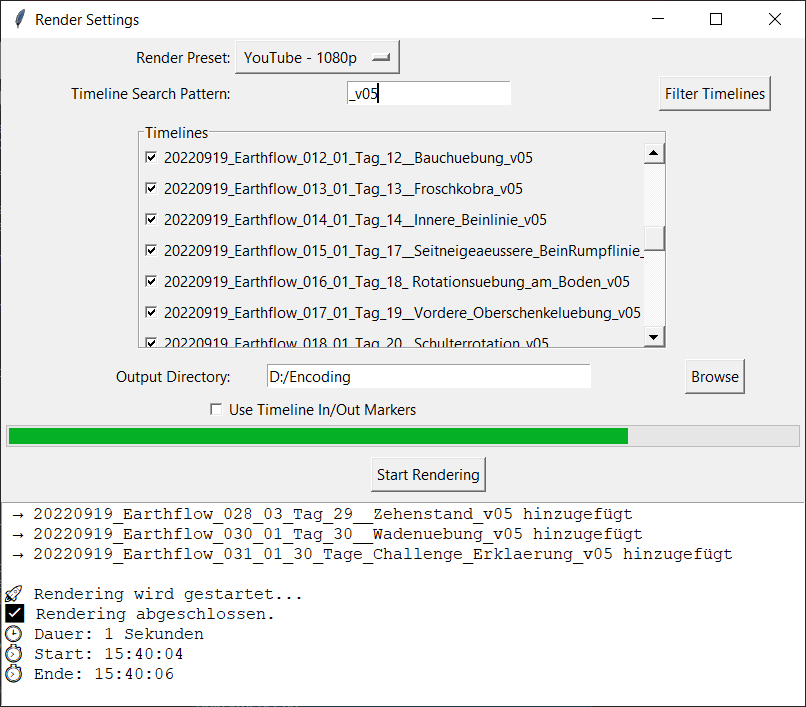 Render Settings
Render Preset: YouTube - 1080p
Timeline Search Pattern: _v05 Filter Timelines
Timelines
20220919_Earthflow_012_01_Tag_12__Bauchuebung_v05
20220919_Earthflow_013_01_Tag_13__Froschkobra_v05
20220919_Earthflow_014_01_Tag_14__Innere_Beinlinie_v05
20220919_Earthflow_015_01_Tag_17__Seitneigeaeussere_BeinRumpflinie_
20220919_Earthflow_016_01_Tag_18_ Rotationsuebung_am_Boden_v05
20220919_Earthflow_017_01_Tag_19__Vordere_Oberschenkeluebung_v05
20220919_Earthflow_018_01_Tag_20__Schulterrotation_v05
Output Directory: D:/Encoding Browse
Use Timeline In/Out Markers
Start Rendering
→ 20220919_Earthflow_028_03_Tag_29__Zehenstand_v05 hinzugefügt
→ 20220919_Earthflow_030_01_Tag_30__Wadenuebung_v05 hinzugefügt
→ 20220919_Earthflow_031_01_30_Tage_Challenge_Erklaerung_v05 hinzugefügt
🚀 Rendering wird gestartet...
✅ Rendering abgeschlossen.
🕒 Dauer: 1 Sekunden
⏱ Start: 15:40:04
⏱ Ende: 15:40:06